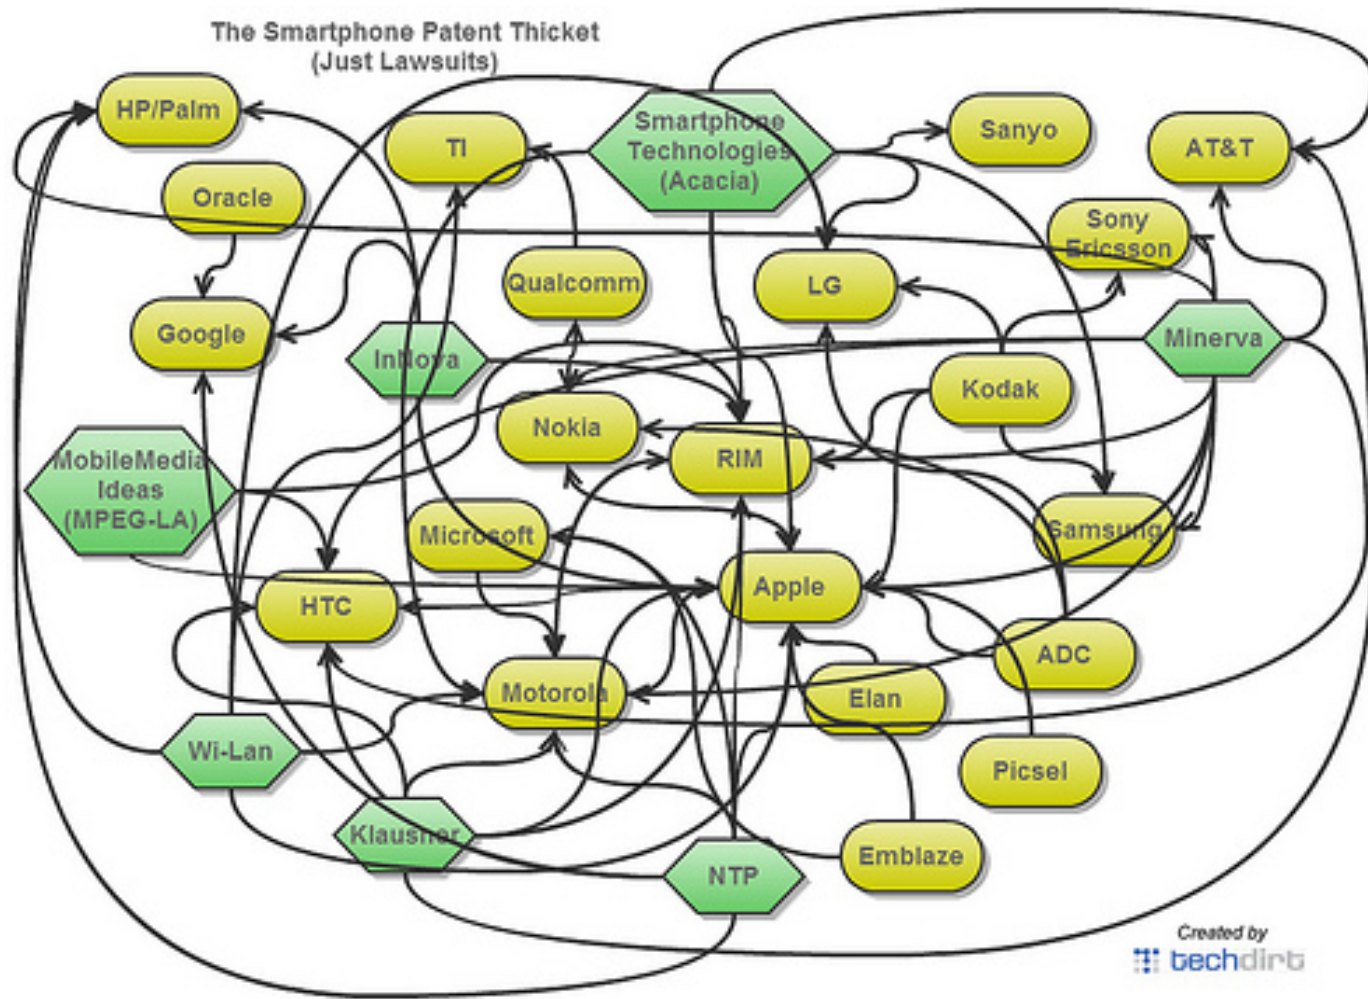 The Smartphone Patent Thicket
(Just Lawsuits)
HP/Palm
TI
Smartphone
Technologies
(Acacia)
Sanyo
AT&T
Oracle
Sony
Ericsson
Qualcomm
LG
Google
InNova
Minerva
Kodak
Nokia
RIM
MobileMedia
Ideas
(MPEG-LA)
Microsoft
Samsung
HTC
Apple
ADC
Motorola
Elan
Wi-Lan
Picsel
Klausner
Emblaze
NTP
Created by
techdirt